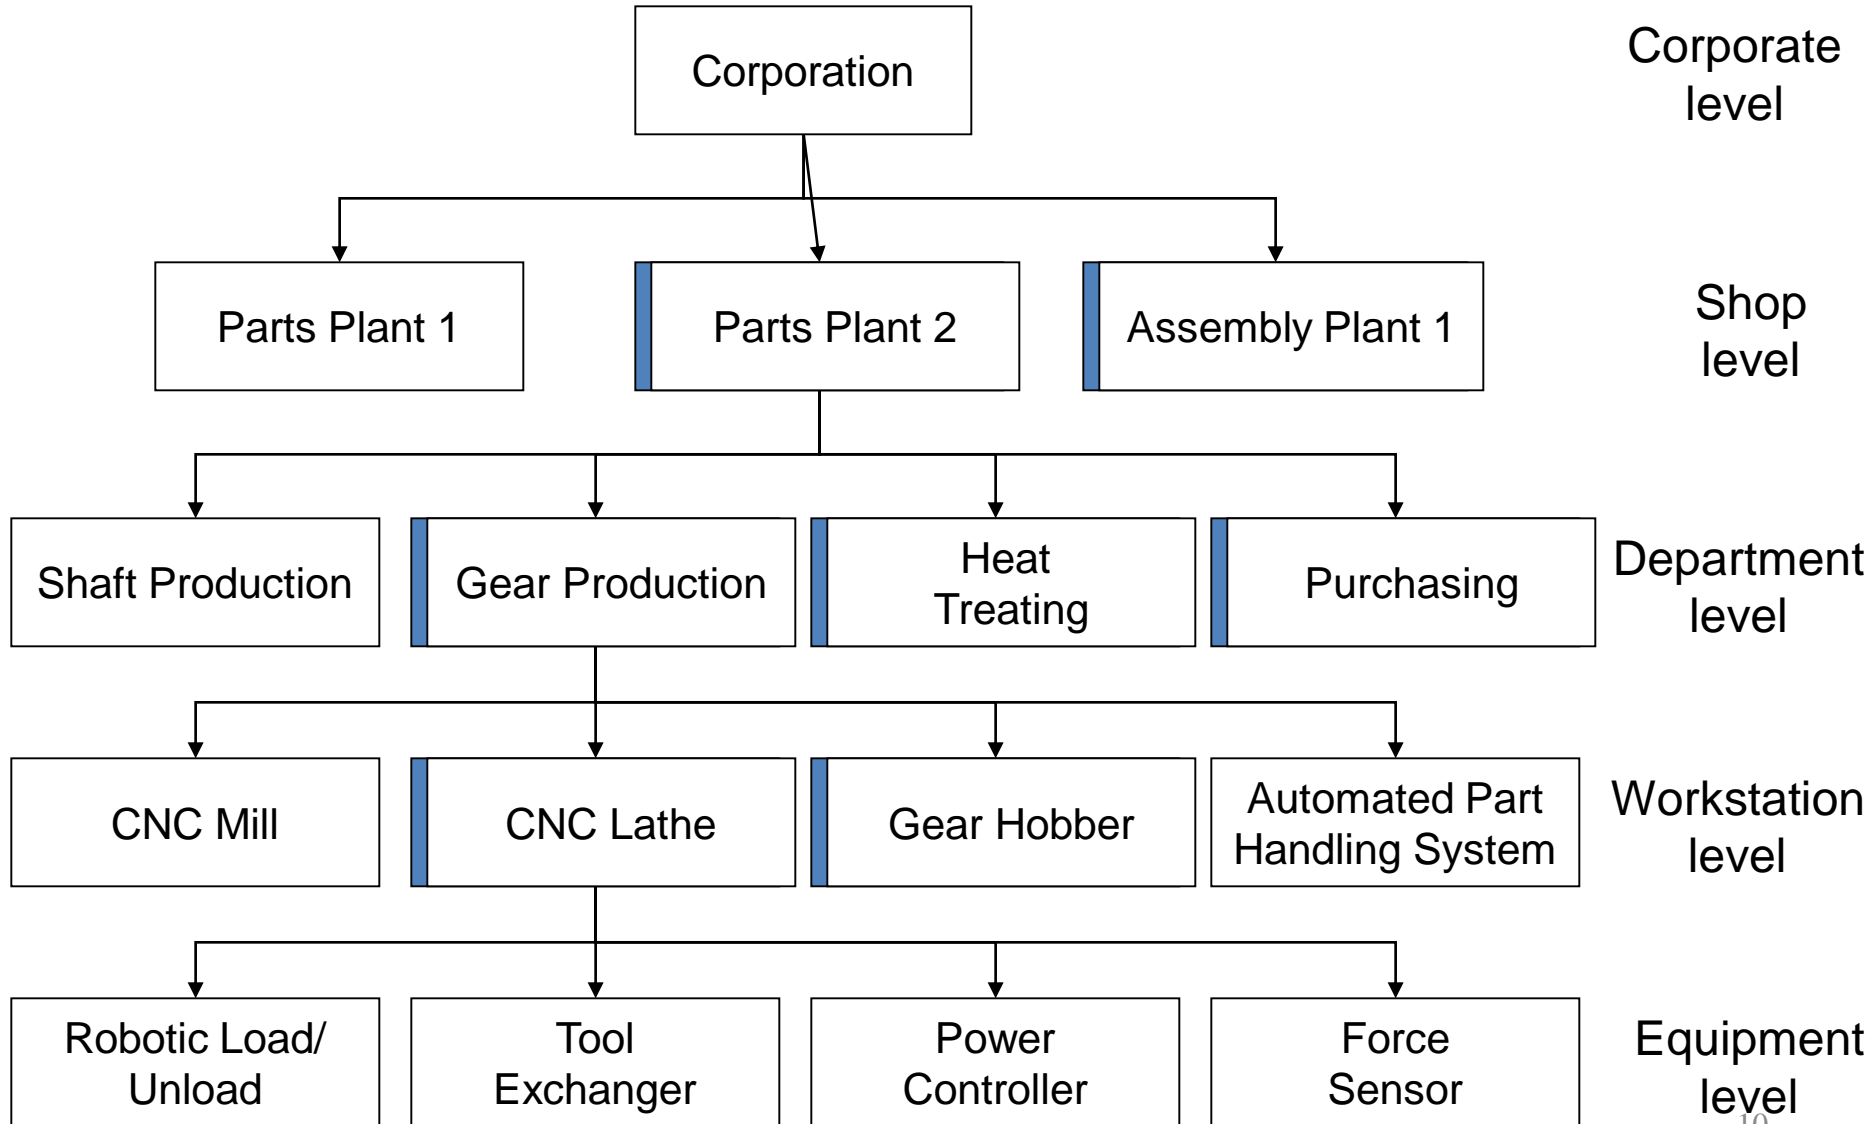 Corporation
Corporate
level
Parts Plant 1
Parts Plant 2
Assembly Plant 1
Shop
level
Shaft Production
Gear Production
Heat
Treating
Purchasing
Department
level
CNC Mill
CNC Lathe
Gear Hobber
Automated Part
Handling System
Workstation
level
Robotic Load/
Unload
Tool
Exchanger
Power
Controller
Force
Sensor
Equipment
level
10